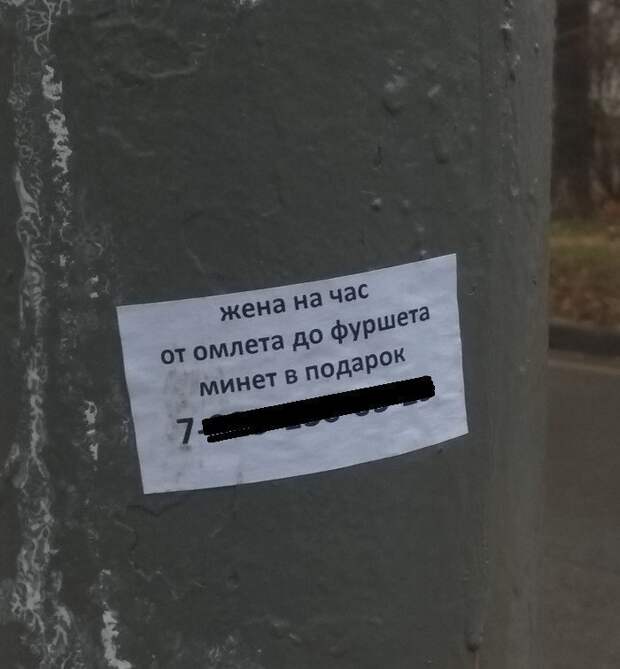 жена на час
от омлета до фуршета
минет в подарок
7-